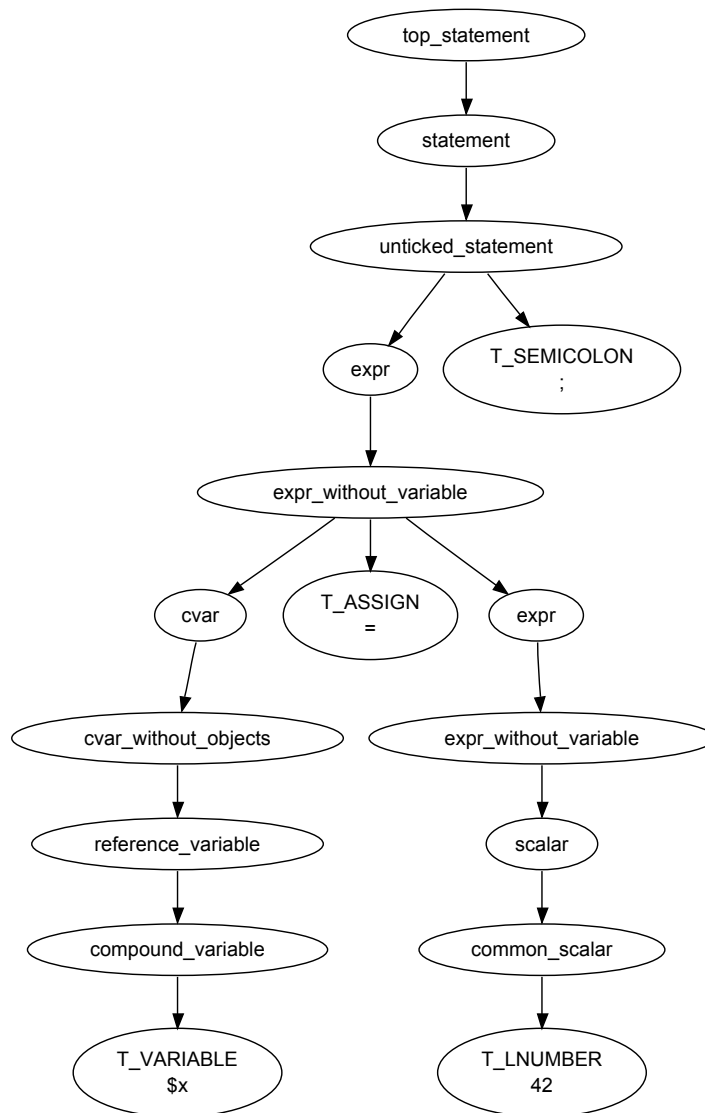 top_statement
statement
unticked_statement
expr
T_SEMICOLON
;
expr_without_variable
cvar
T_ASSIGN
=
expr
cvar_without_objects
expr_without_variable
reference_variable
scalar
compound_variable
common_scalar
T_VARIABLE
$x
T_LNUMBER
42